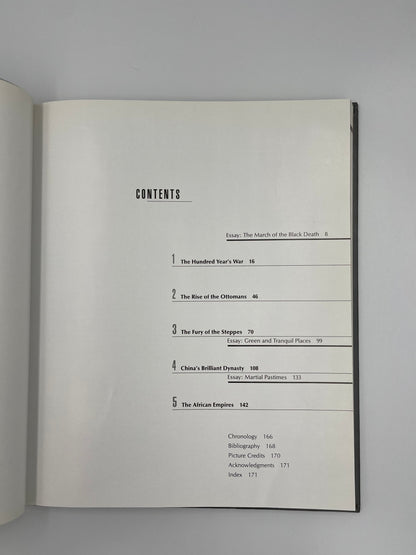 CONTENTS
Essay: The March of the Black Death 8
1 The Hundred Year's War 16
2 The Rise of the Ottomans 46
3 The Fury of the Steppes 70
Essay: Green and Tranquil Places 99
4 China's Brilliant Dynasty 108
Essay: Martial Pastimes 133
5 The African Empires 142
Chronology 166
Bibliography 168
Picture Credits 170
Acknowledgments 171
Index 171